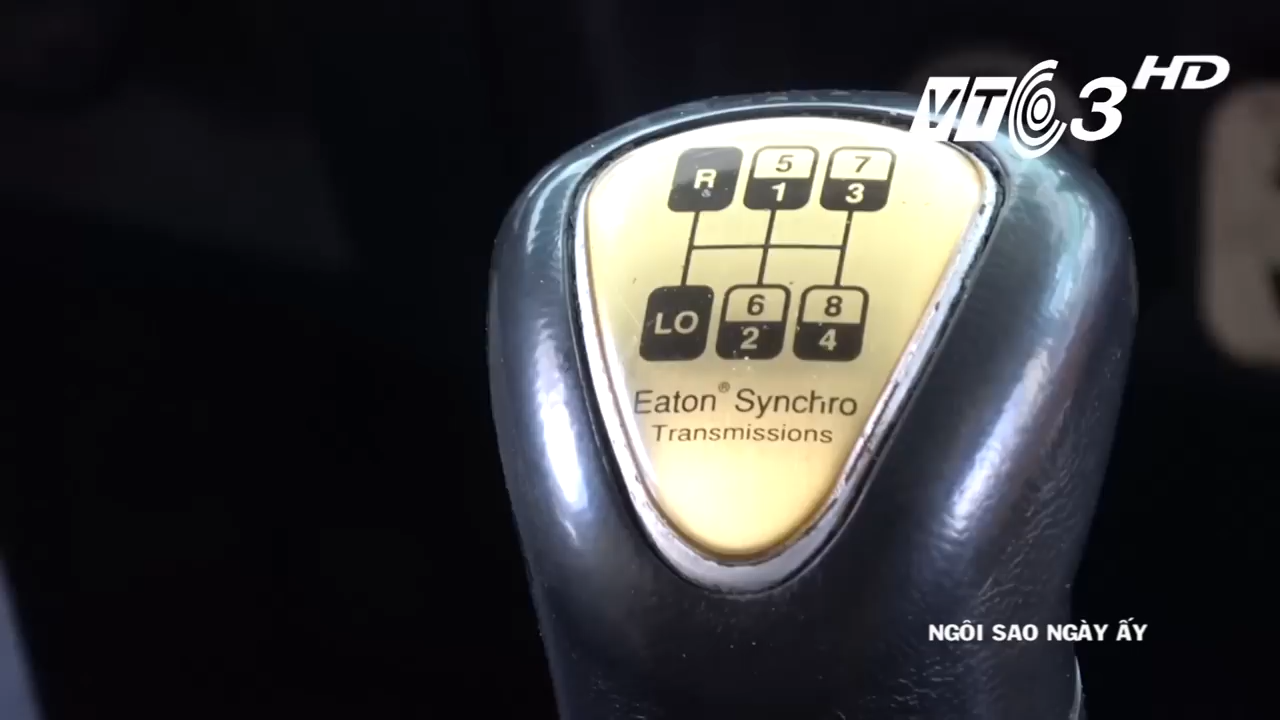 VTC3 HD
R 5 7
& 1 3
LO 6 8
2 4
Eaton® Synchro
Transmissions
NGÔI SAO NGÀY ẤY